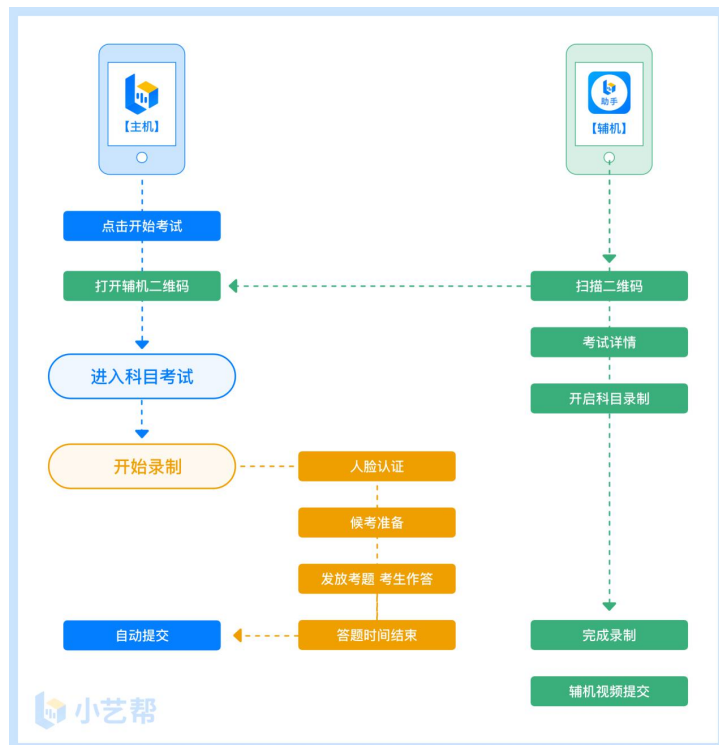 【主机】
助手
【辅机】
点击开始考试
打开辅机二维码
扫描二维码
考试详情
进入科目考试
开启科目录制
开始录制
人脸认证
候考准备
发放考题 考生作答
自动提交
答题时间结束
完成录制
辅机视频提交
小艺帮